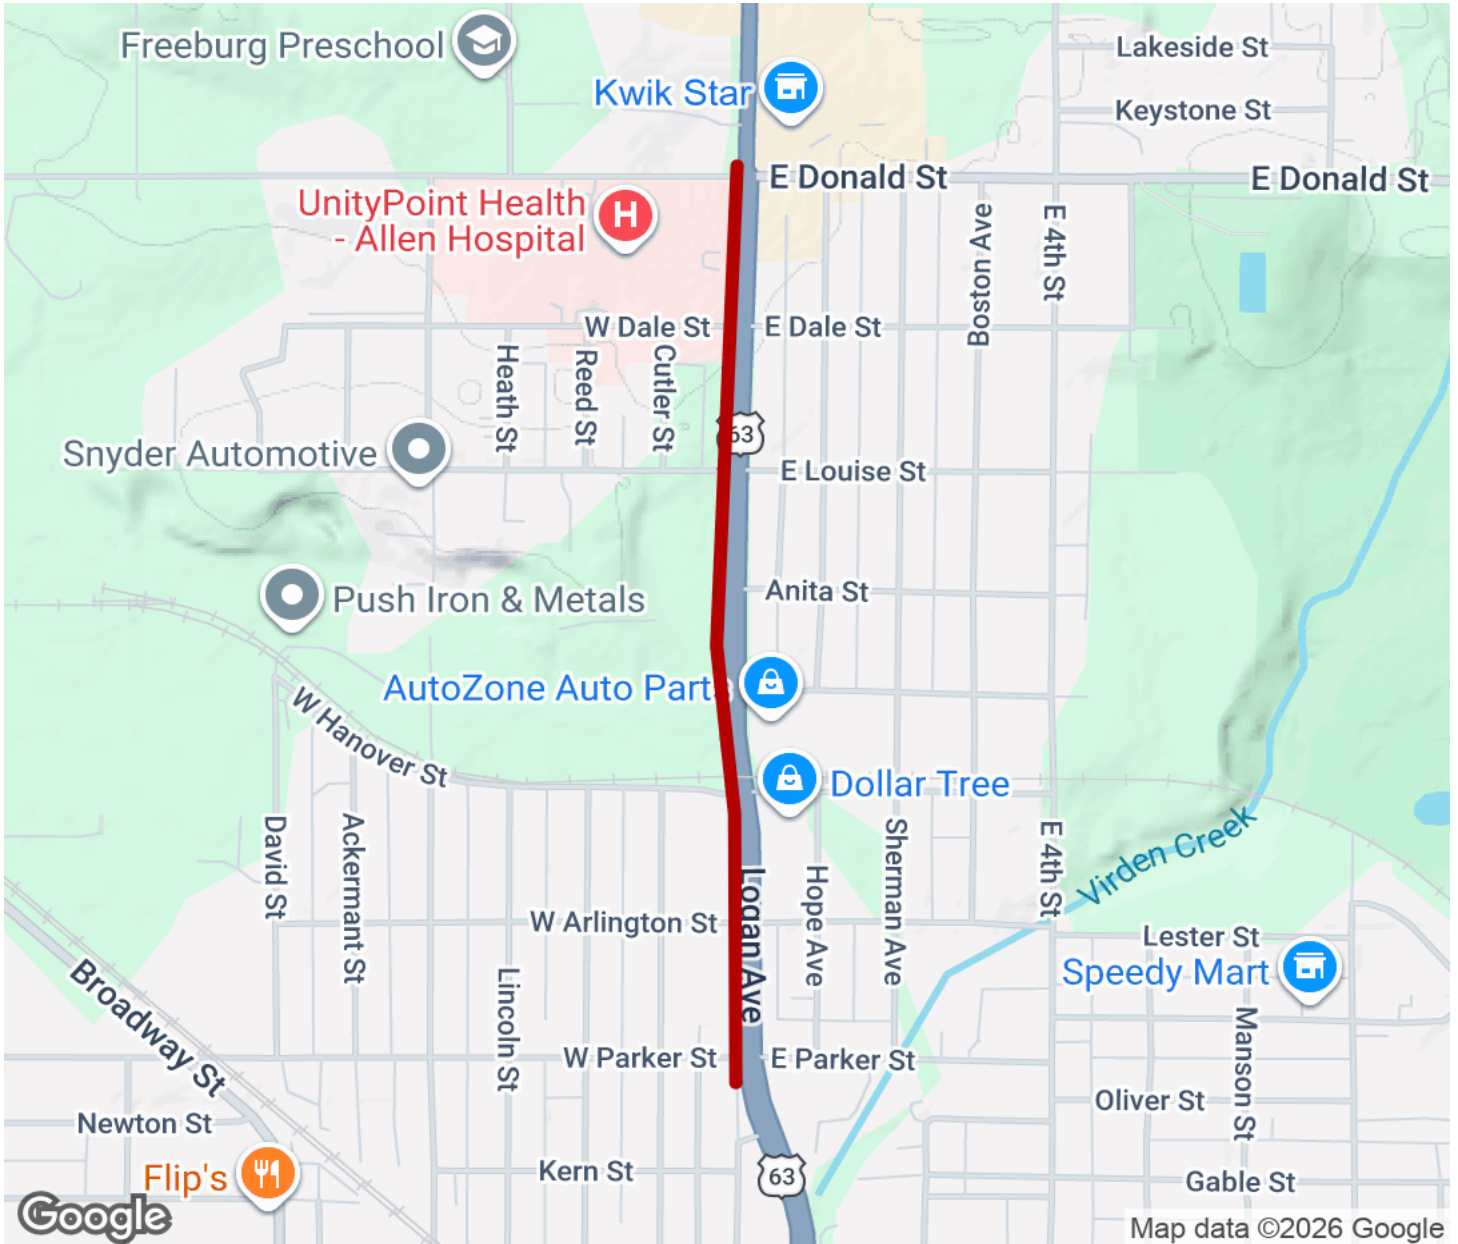 Freeburg Preschool
Lakeside St
Kwik Star
Keystone St
E Donald St
E Donald St
UnityPoint Health
- Allen Hospital
H
Boston Ave
E 4th St
W Dale St
E Dale St
Heath St
Reed St
Cutler St
63
Snyder Automotive
E Louise St
Anita St
Push Iron & Metals
AutoZone Auto Parts
W Hanover St
Dollar Tree
David St
Ackermant St
Sherman Ave
E 4th St
Virden Creek
Hope Ave
Logan Ave
W Arlington St
Lester St
Speedy Mart
Broadway St
Lincoln St
Manson St
W Parker St
E Parker St
Oliver St
Newton St
Flip's
Kern St
63
Gable St
Google
Map data ©2026 Google